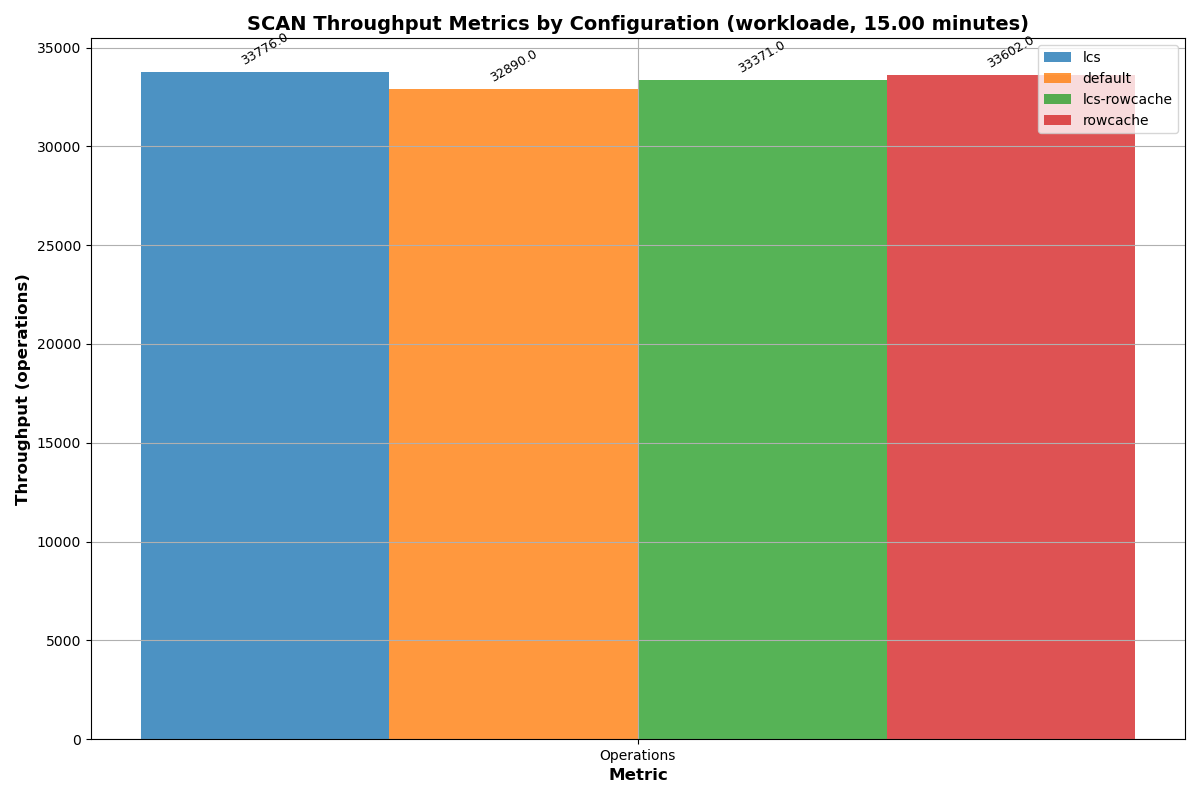 SCAN Throughput Metrics by Configuration (workloade, 15.00 minutes)
33776.0
32890.0
33371.0
33602.0
lcs
default
lcs-rowcache
rowcache
35000
30000
25000
20000
15000
10000
5000
0
Throughput (operations)
Operations
Metric